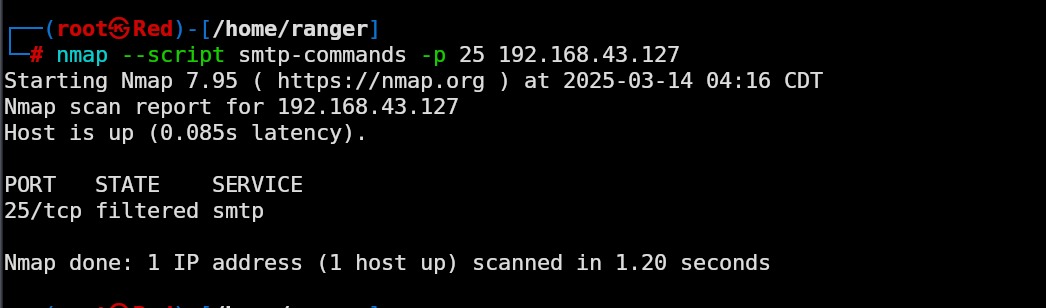 ┌──(root㉿Red)-[/home/ranger]
└─# nmap --script smtp-commands -p 25 192.168.43.127
Starting Nmap 7.95 ( https://nmap.org ) at 2025-03-14 04:16 CDT
Nmap scan report for 192.168.43.127
Host is up (0.085s latency).
PORT   STATE    SERVICE
25/tcp filtered smtp
Nmap done: 1 IP address (1 host up) scanned in 1.20 seconds